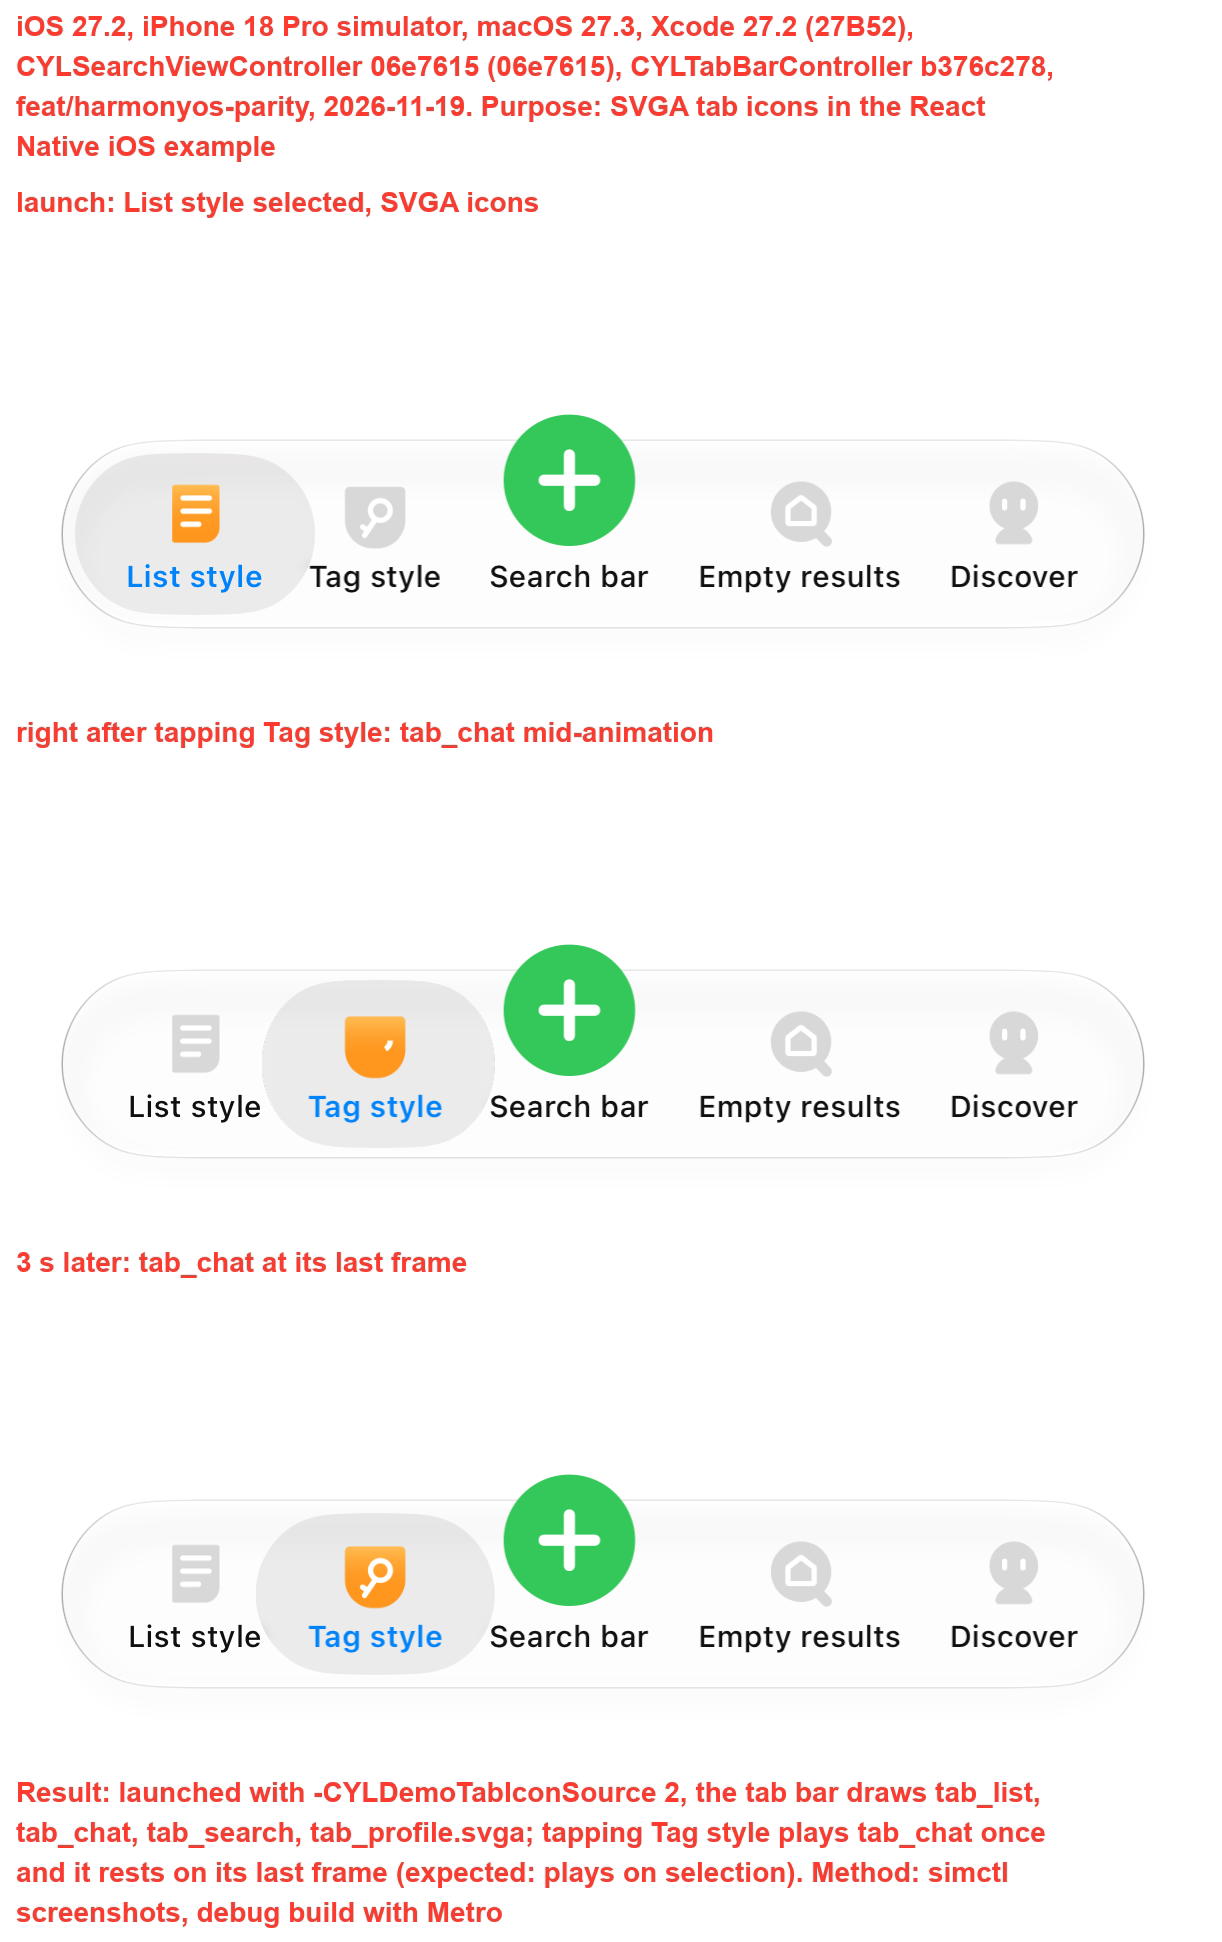 iOS 27.2, iPhone 18 Pro simulator, macOS 27.3, Xcode 27.2 (27B52),
CYLSearchViewController 06e7615 (06e7615), CYLTabBarController b376c278,
feat/harmonyos-parity, 2026-11-19. Purpose: SVGA tab icons in the React
Native iOS example
launch: List style selected, SVGA icons
List style Tag style Search bar Empty results Discover
right after tapping Tag style: tab_chat mid-animation
List style Tag style Search bar Empty results Discover
3 s later: tab_chat at its last frame
List style Tag style Search bar Empty results Discover
Result: launched with -CYLDemoTabIconSource 2, the tab bar draws tab_list,
tab_chat, tab_search, tab_profile.svga; tapping Tag style plays tab_chat once
and it rests on its last frame (expected: plays on selection). Method: simctl
screenshots, debug build with Metro